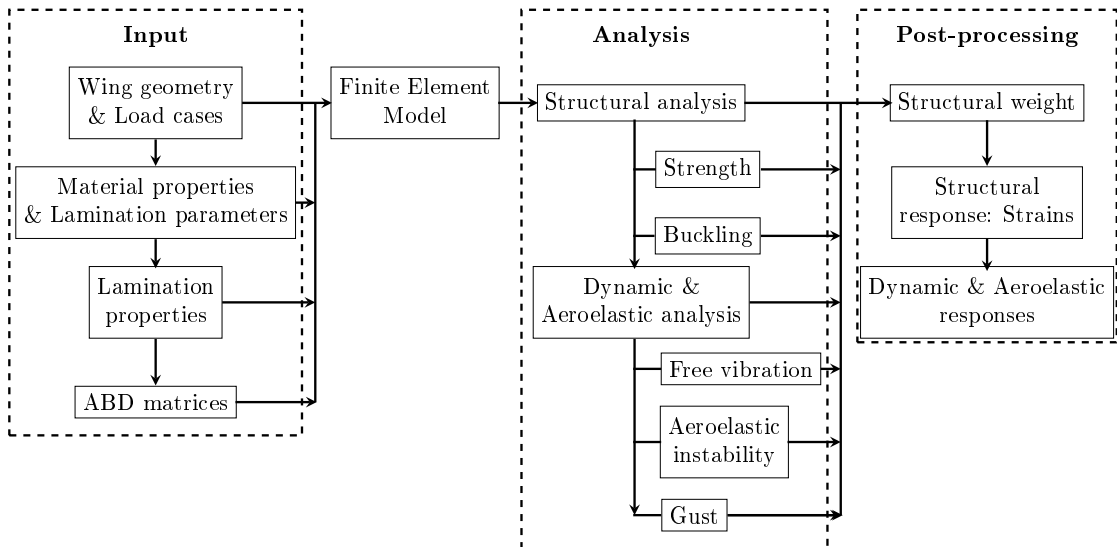 Input
Wing geometry
& Load cases
Material properties
& Lamination parameters
Lamination
properties
ABD matrices
Finite Element
Model
Analysis
Structural analysis
Strength
Buckling
Dynamic &
Aeroelastic analysis
Free vibration
Aeroelastic
instability
Gust
Post-processing
Structural weight
Structural
response: Strains
Dynamic & Aeroelastic
responses